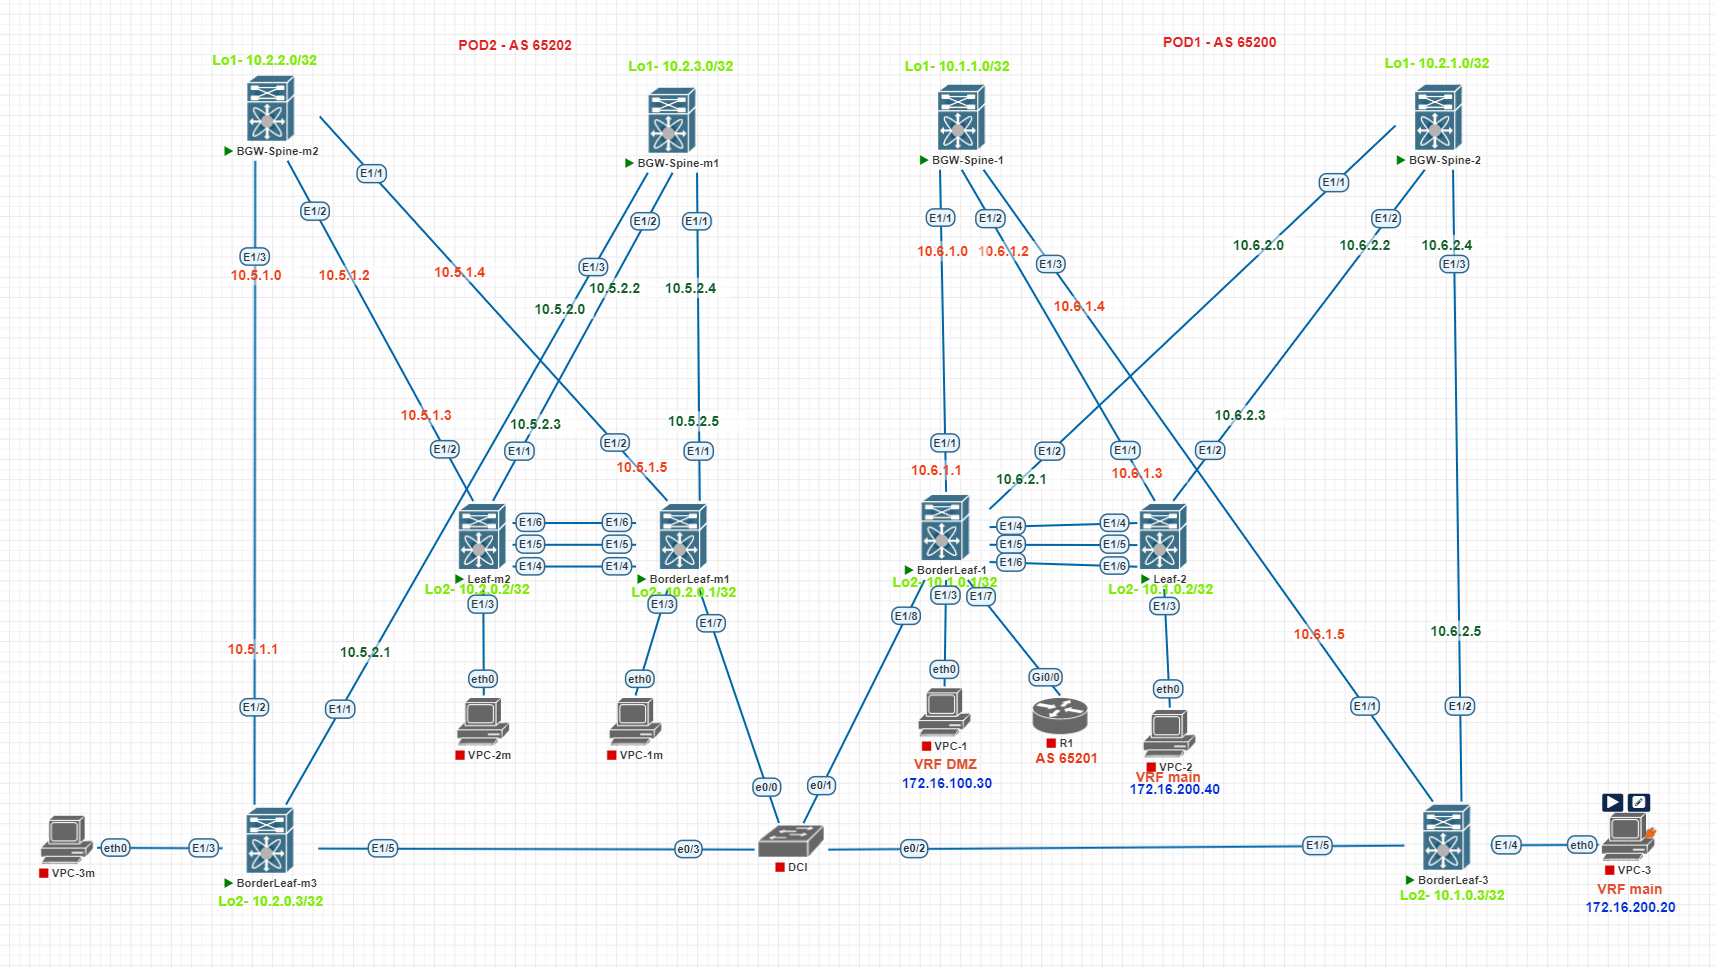 POD2 - AS 65202
POD1 - AS 65200
Lo1- 10.2.2.0/32
Lo1- 10.2.3.0/32
Lo1- 10.1.1.0/32
Lo1- 10.2.1.0/32
BGW-Spine-m2
BGW-Spine-m1
BGW-Spine-1
BGW-Spine-2
E1/1
E1/1
E1/2
E1/2
E1/1
E1/1
E1/2
E1/2
E1/3
E1/3
E1/3
E1/3
10.5.1.0
10.5.1.2
10.5.1.4
10.5.2.0
10.5.2.2
10.5.2.4
10.6.1.0
10.6.1.2
10.6.1.4
10.6.2.0
10.6.2.2
10.6.2.4
10.5.1.3
10.5.2.3
10.5.2.5
10.6.2.3
E1/2
E1/1
E1/2
E1/1
E1/1
E1/2
E1/1
E1/2
10.5.1.5
10.6.1.1
10.6.2.1
10.6.1.3
E1/6
E1/6
E1/5
E1/5
E1/4
E1/4
E1/4
E1/4
E1/5
E1/5
E1/6
E1/6
Leaf-m2
Lo2- 10.2.0.2/32
BorderLeaf-m1
Lo2- 10.2.0.1/32
BorderLeaf-1
Lo2- 10.1.0.1/32
Leaf-2
Lo2- 10.1.0.2/32
E1/3
E1/3
E1/7
E1/8
E1/3
E1/7
E1/3
10.5.1.1
10.5.2.1
10.6.1.5
10.6.2.5
eth0
eth0
eth0
Gi0/0
eth0
E1/2
E1/1
E1/1
E1/2
VPC-2m
VPC-1m
VPC-1
VRF DMZ
172.16.100.30
R1
AS 65201
VPC-2
VRF main
172.16.200.40
e0/0
e0/1
eth0
E1/3
E1/5
e0/3
e0/2
E1/5
E1/4
eth0
VPC-3m
BorderLeaf-m3
Lo2- 10.2.0.3/32
DCI
BorderLeaf-3
Lo2- 10.1.0.3/32
VPC-3
VRF main
172.16.200.20